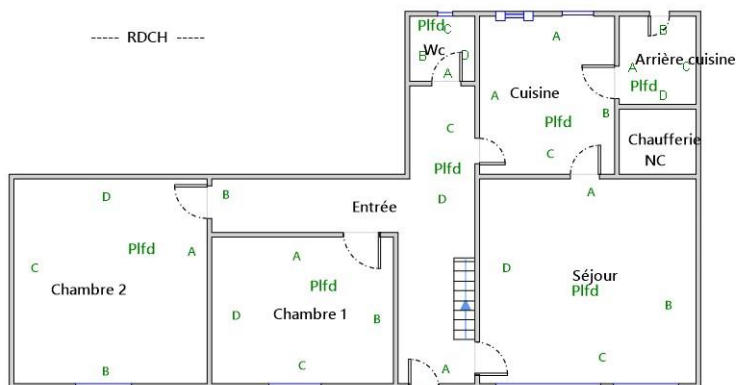 ----- RDCH -----
Plfd
C
B Wc D
A
A
Cuisine
A
B
Plfd
C
B
Arrière cuisine
A C
Plfd
D
Chaufferie
NC
C
Plfd
D
B
Entrée
A
D
Plfd
A
C
Chambre 2
B
A
Plfd
D
Chambre 1
B
C
A
D
Séjour
Plfd
B
C